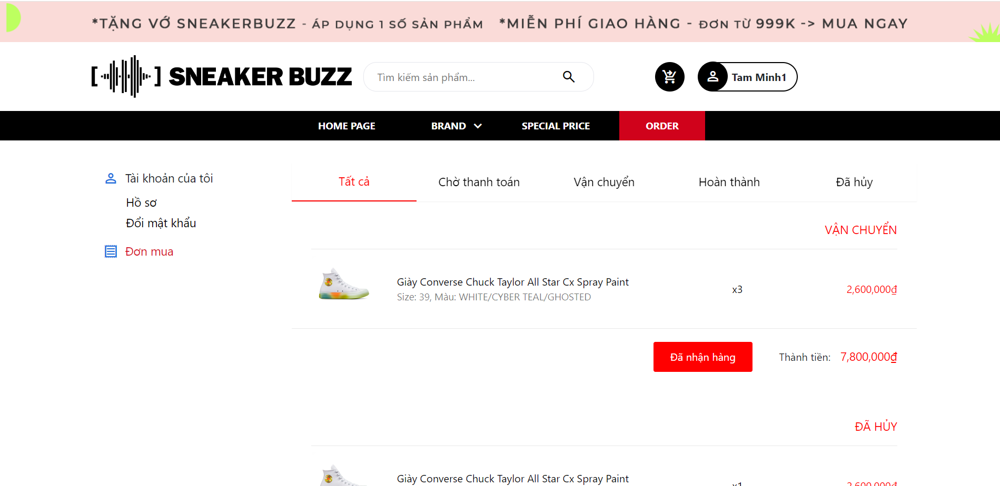 *TẶNG VỚ SNEAKERBUZZ - ÁP DỤNG 1 SỐ SẢN PHẨM *MIỄN PHÍ GIAO HÀNG - ĐƠN TỪ 999K -> MUA NGAY
[ ] SNEAKER BUZZ
Tìm kiếm sản phẩm...
Tam Minh1
HOME PAGE BRAND SPECIAL PRICE ORDER
Tài khoản của tôi
Hồ sơ
Đổi mật khẩu
Đơn mua
Tất cả Chờ thanh toán Vận chuyển Hoàn thành Đã hủy
VẬN CHUYỂN
Giày Converse Chuck Taylor All Star Cx Spray Paint
Size: 39, Màu: WHITE/CYBER TEAL/GHOSTED
x3
2,600,000₫
Đã nhận hàng
Thành tiền: 7,800,000₫
ĐÃ HỦY
Giày Converse Chuck Taylor All Star Cx Spray Paint
x1
2,600,000₫